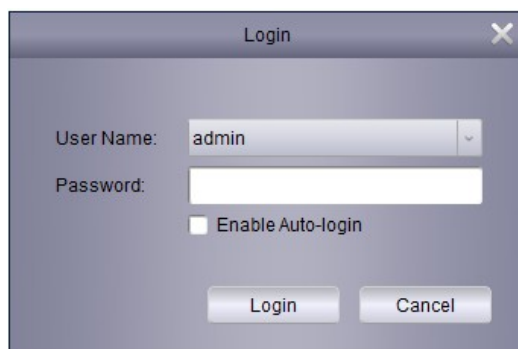 Login
User Name: admin
Password:
Enable Auto-login
Login Cancel